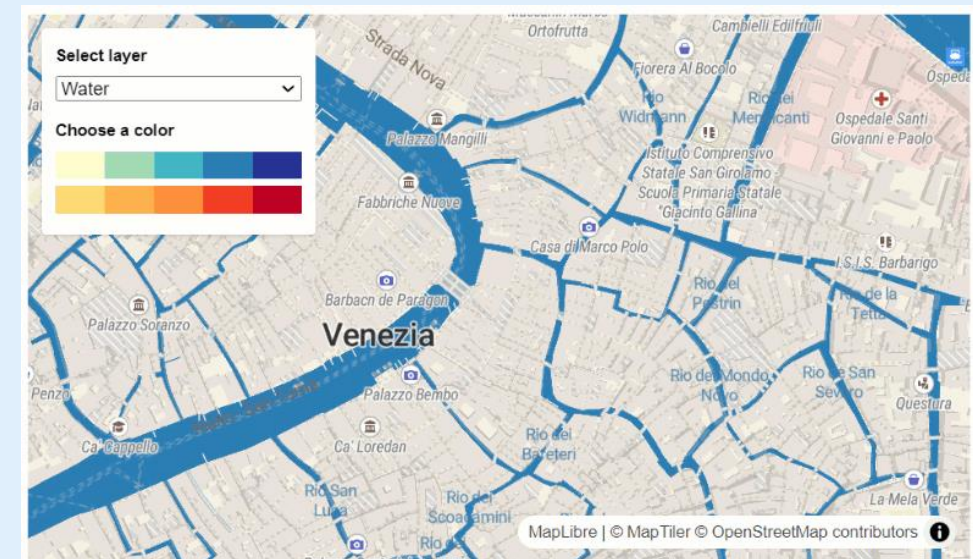 Select layer
Water
Choose a color
Strada Nova
Ortofrutta
Cambielli Edilfriuli
Fiorera Al Bocolo
Rio
Widmann
Rio dei
Mendicanti
Ospedale Santi
Giovanni e Paolo
Palazzo Mangilli
Istituto Comprensivo
Statale San Girolamo -
Scuola Primaria Statale
"Giacinto Gallina
Fabbriche Nuove
Casa di Marco Polo
I.S.I.S. Barbarigo
Rio del
Pestrin
Rio de la
Tetta
Barbacn de Paragon
Palazzo Soranzo
Venezia
Penzo
Palazzo Bembo
Rio del Mondo
Novo
Rio de San
Severo
Questura
Ca' Cappello
Ca' Loredan
Rio dei
Bareteri
Rio San
Luca
Rio dei
Scoacamini
La Mela Verde
MapLibre | © MapTiler © OpenStreetMap contributors